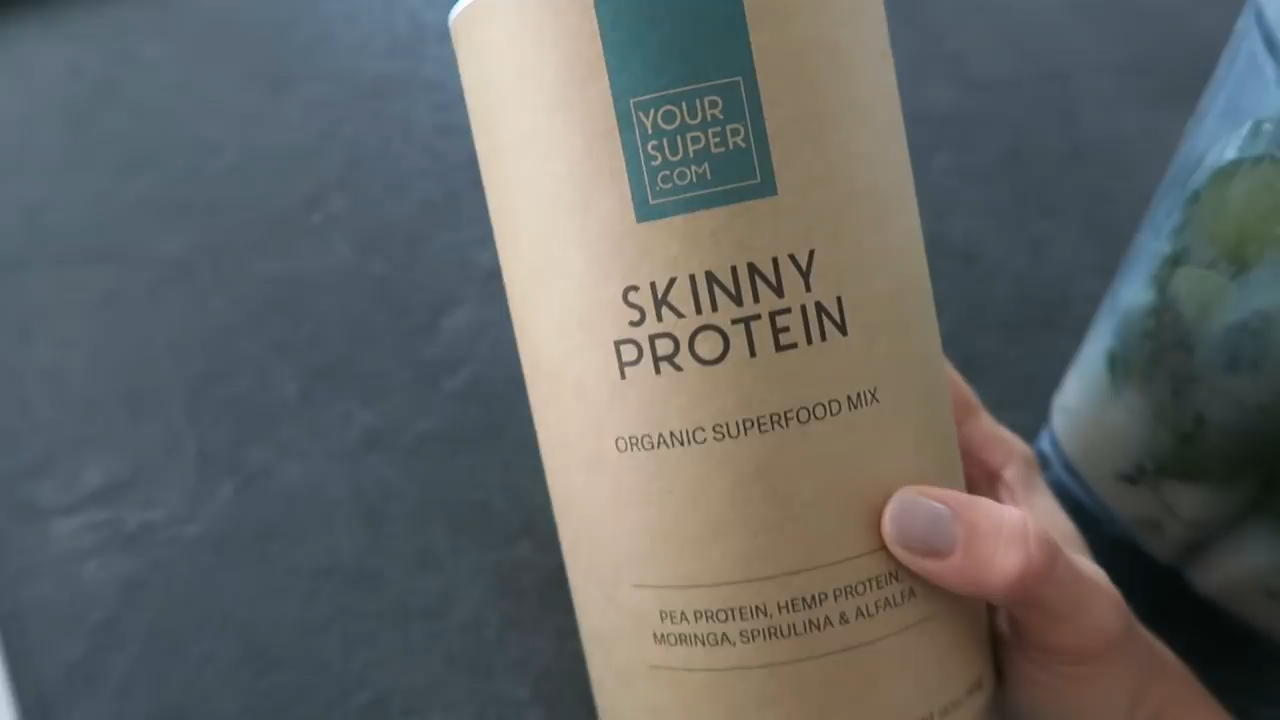 YOUR
SUPER
.COM
SKINNY
PROTEIN
ORGANIC SUPERFOOD MIX
PEA PROTEIN, HEMP PROTEIN,
MORINGA, SPIRULINA & ALFALFA